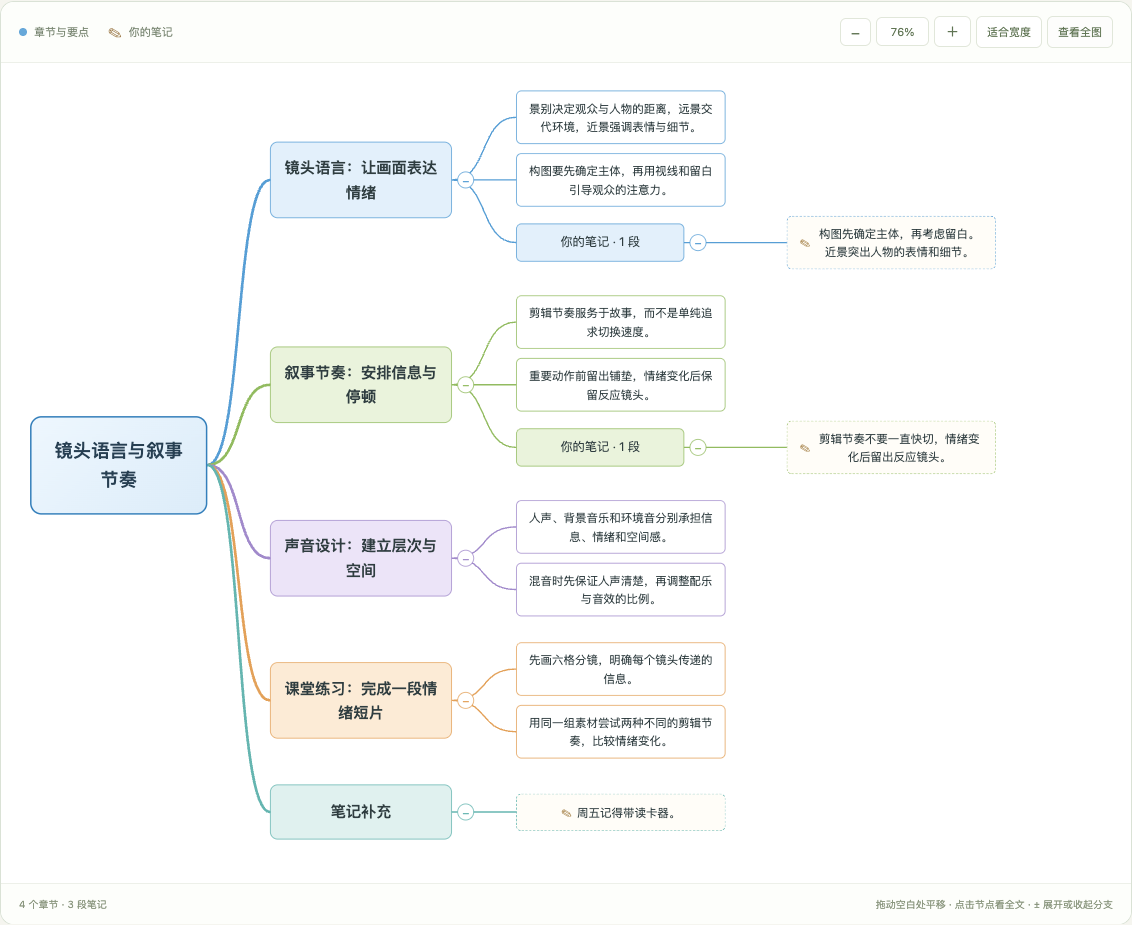 章节与要点
你的笔记
−
76%
+
适合宽度
查看全图
景别决定观众与人物的距离，远景交
代环境，近景强调表情与细节。
镜头语言：让画面表达
情绪
构图要先确定主体，再用视线和留白
引导观众的注意力。
你的笔记 · 1 段
构图先确定主体，再考虑留白。
近景突出人物的表情和细节。
剪辑节奏服务于故事，而不是单纯追
求切换速度。
叙事节奏：安排信息与
停顿
重要动作前留出铺垫，情绪变化后保
留反应镜头。
你的笔记 · 1 段
剪辑节奏不要一直快切，情绪变
化后留出反应镜头。
镜头语言与叙事
节奏
人声、背景音乐和环境音分别承担信
息、情绪和空间感。
声音设计：建立层次与
空间
混音时先保证人声清楚，再调整配乐
与音效的比例。
先画六格分镜，明确每个镜头传递的
信息。
课堂练习：完成一段情
绪短片
用同一组素材尝试两种不同的剪辑节
奏，比较情绪变化。
笔记补充
周五记得带读卡器。
4 个章节 · 3 段笔记
拖动空白处平移 · 点击节点看全文 · ± 展开或收起分支